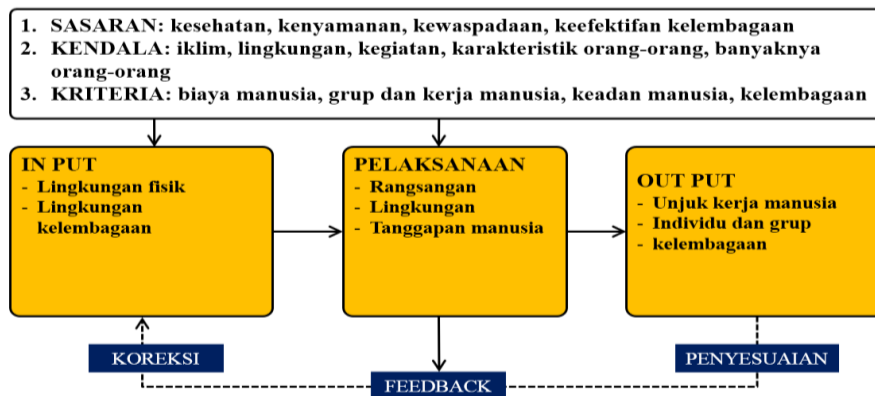 1. SASARAN: kesehatan, kenyamanan, kewaspadaan, keefektifan kelembagaan
2. KENDALA: iklim, lingkungan, kegiatan, karakteristik orang-orang, banyaknya
orang-orang
3. KRITERIA: biaya manusia, grup dan kerja manusia, keadan manusia, kelembagaan
IN PUT
- Lingkungan fisik
- Lingkungan
kelembagaan
PELAKSANAAN
- Rangsangan
- Lingkungan
- Tanggapan manusia
OUT PUT
- Unjuk kerja manusia
- Individu dan grup
- kelembagaan
KOREKSI
FEEDBACK
PENYESUAIAN